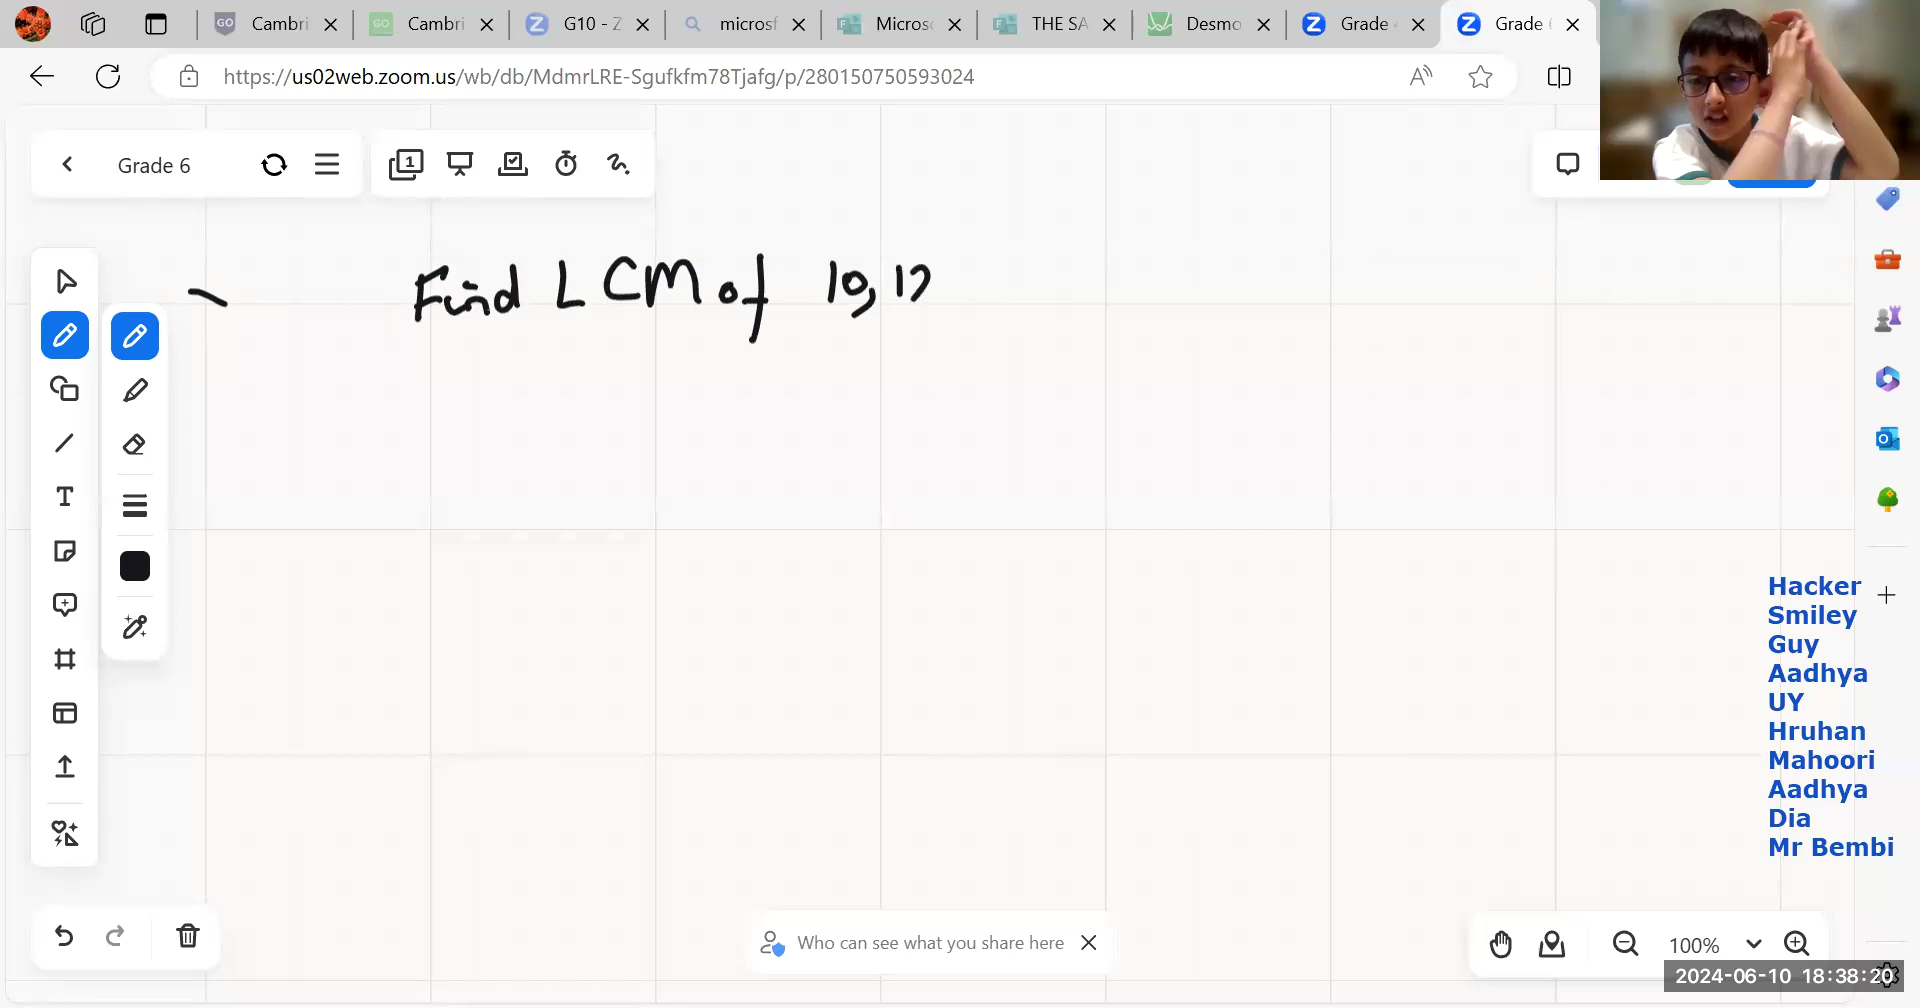 Cambri
Cambri
G10 - Z
microsf
Micros
THE SA
Desmo
Grade
Grade
https://us02web.zoom.us/wb/db/MdmrLRE-Sgufkfm78Tjafg/p/280150750593024
Grade 6
Find LCM of 10, 1
Hacker
Smiley
Guy
Aadhya
UY
Hruhan
Mahoori
Aadhya
Dia
Mr Bembi
Who can see what you share here
100%
2024-06-10 18:38:20